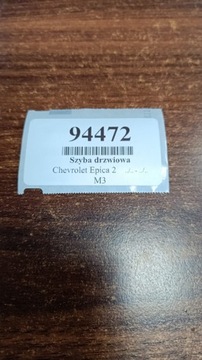 94472
Szyba drzwiowa
Chevrolet Epica 2
M3